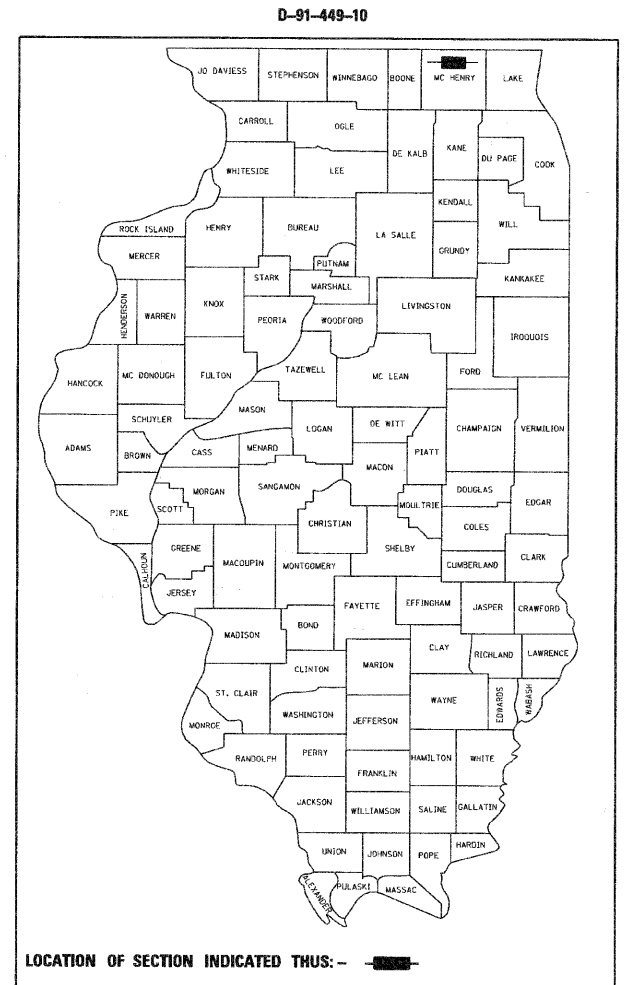 D-91-449-10
JO DAVIESS
STEPHENSON
WINNEBAGO
BOONE
MC HENRY
LAKE
CARROLL
OGLE
DE KALB
KANE
DU PAGE
COOK
WHITESIDE
LEE
KENDALL
ROCK ISLAND
HENRY
BUREAU
LA SALLE
WILL
GRUNDY
MERCER
PUTNAM
STARK
MARSHALL
KANKAKEE
HENDERSON
WARREN
KNOX
PEORIA
WOODFORD
LIVINGSTON
IROQUOIS
HANCOCK
MC DONOUGH
FULTON
TAZEWELL
MC LEAN
FORD
MASON
SCHUYLER
LOGAN
DE WITT
CHAMPAIGN
VERMILION
ADAMS
BROWN
CASS
MENARD
MACON
PIATT
PIKE
SCOTT
MORGAN
SANGAMON
MOULTRIE
DOUGLAS
EDGAR
CHRISTIAN
COLES
GREENE
MACOUPIN
MONTGOMERY
SHELBY
CUMBERLAND
CLARK
CALHOUN
JERSEY
FAYETTE
EFFINGHAM
JASPER
CRAWFORD
MADISON
BOND
CLAY
RICHLAND
LAWRENCE
CLINTON
MARION
ST. CLAIR
WAYNE
EDWARDS
WABASH
MONROE
WASHINGTON
JEFFERSON
RANDOLPH
PERRY
HAMILTON
WHITE
FRANKLIN
JACKSON
WILLIAMSON
SALINE
GALLATIN
UNION
JOHNSON
POPE
HARDIN
ALEXANDER
PULASKI
MASSAC
LOCATION OF SECTION INDICATED THUS: -